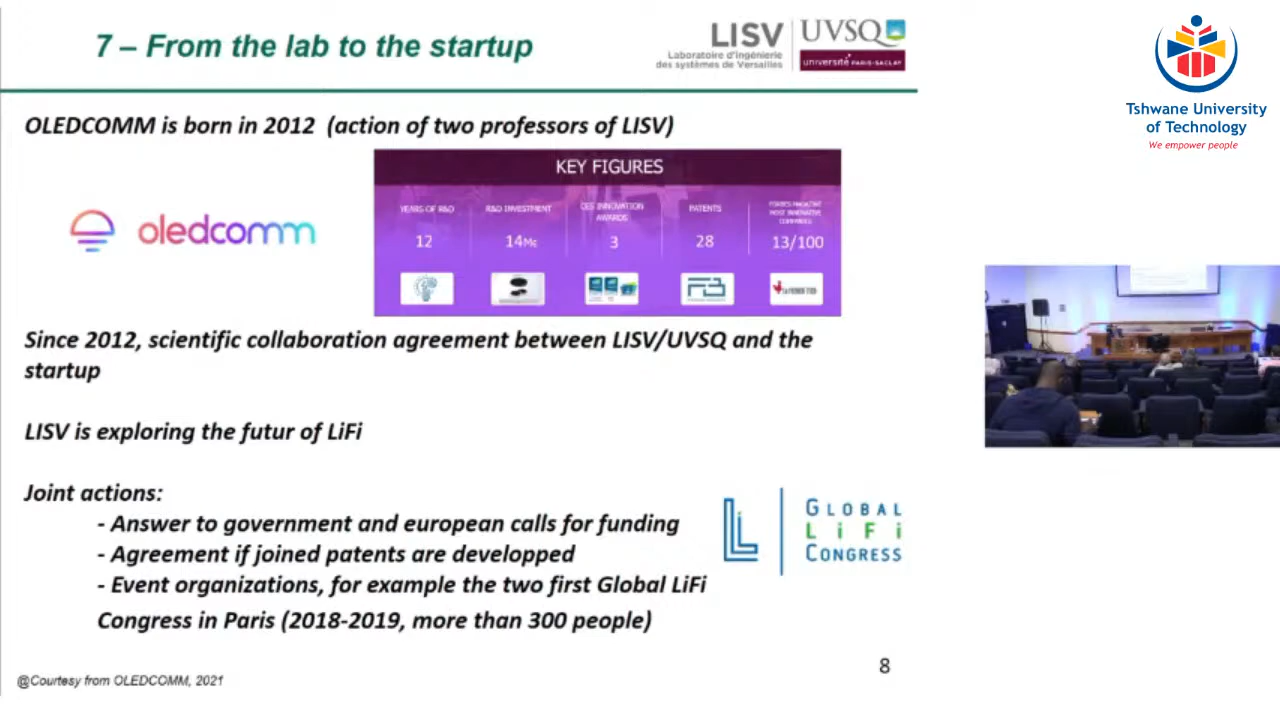 7 – From the lab to the startup
LISV
Laboratoire d'ingénierie
des systèmes de Versailles
UVSQ
université PARIS-SACLAY
Tshwane University
of Technology
We empower people
OLEDCOMM is born in 2012 (action of two professors of LISV)
oledcomm
KEY FIGURES
YEARS OF R&D
R&D INVESTMENT
CES INNOVATION
AWARDS
PATENTS
MOST INNOVATIVE
COMPANIES
12
14M€
3
28
13/100
Since 2012, scientific collaboration agreement between LISV/UVSQ and the
startup
LISV is exploring the futur of LiFi
Joint actions:
- Answer to government and european calls for funding
- Agreement if joined patents are developped
- Event organizations, for example the two first Global LiFi
Congress in Paris (2018-2019, more than 300 people)
GLOBAL
LiFi
CONGRESS
8
@Courtesy from OLEDCOMM, 2021